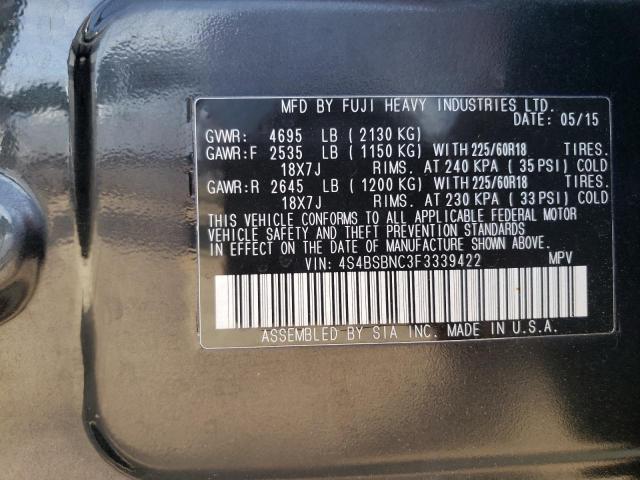 MFD BY FUJI HEAVY INDUSTRIES LTD.
DATE: 05/15
GVWR: 4695 LB (2130 KG)
GAWR:F 2535 LB (1150 KG) WITH 225/60R18 TIRES.
18X7J RIMS. AT 240 KPA (35 PSI) COLD
GAWR:R 2645 LB (1200 KG) WITH 225/60R18 TIRES.
18X7J RIMS. AT 230 KPA (33 PSI) COLD
THIS VEHICLE CONFORMS TO ALL APPLICABLE FEDERAL MOTOR
VEHICLE SAFETY AND THEFT PREVENTION STANDARDS
IN EFFECT ON THE DATE OF MANUFACTURE SHOWN ABOVE.
VIN: 4S4BSBNC3F3339422 MPV
ASSEMBLED BY SIA INC. MADE IN U.S.A.